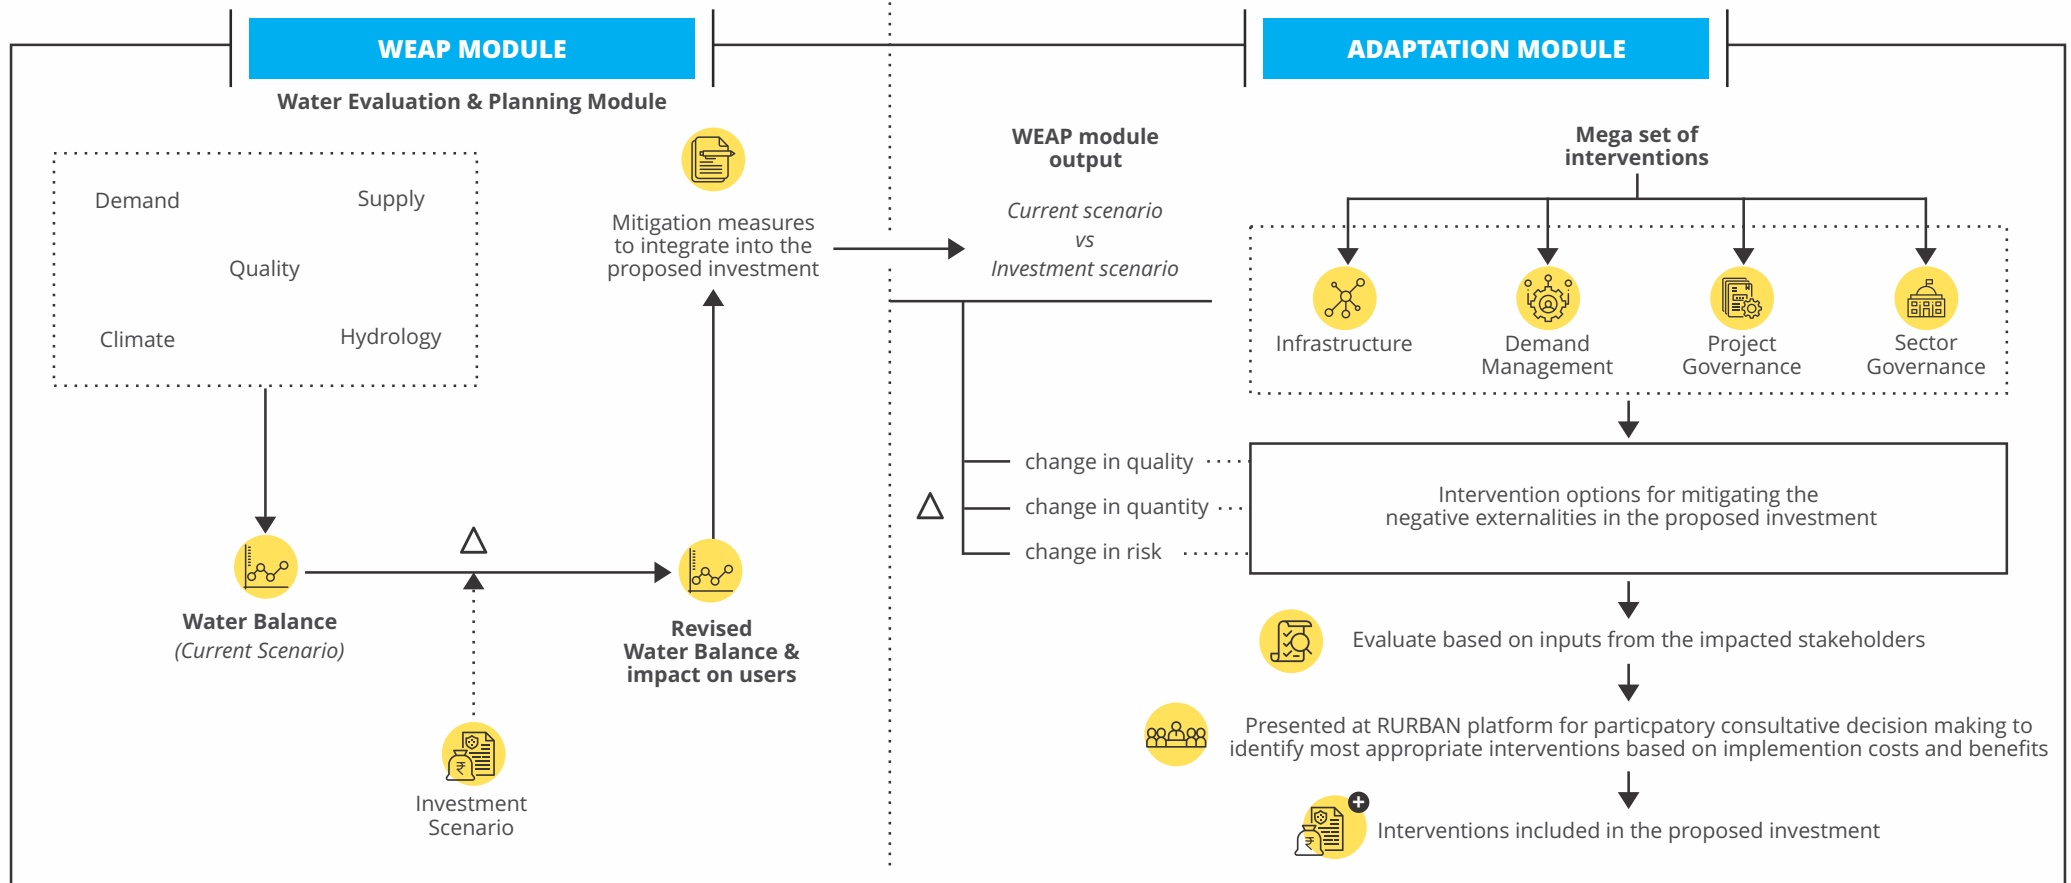 WEAP MODULE
Water Evaluation & Planning Module
Demand
Supply
Quality
Climate
Hydrology
Water Balance
(Current Scenario)
Δ
Investment
Scenario
Revised
Water Balance &
impact on users
Mitigation measures
to integrate into the
proposed investment
ADAPTATION MODULE
WEAP module
output
Current scenario
vs
Investment scenario
Δ
change in quality
change in quantity
change in risk
Mega set of
interventions
Infrastructure
Demand
Management
Project
Governance
Sector
Governance
Intervention options for mitigating the
negative externalities in the proposed investment
Evaluate based on inputs from the impacted stakeholders
Presented at RURBAN platform for particpatory consultative decision making to
identify most appropriate interventions based on implemention costs and benefits
Interventions included in the proposed investment